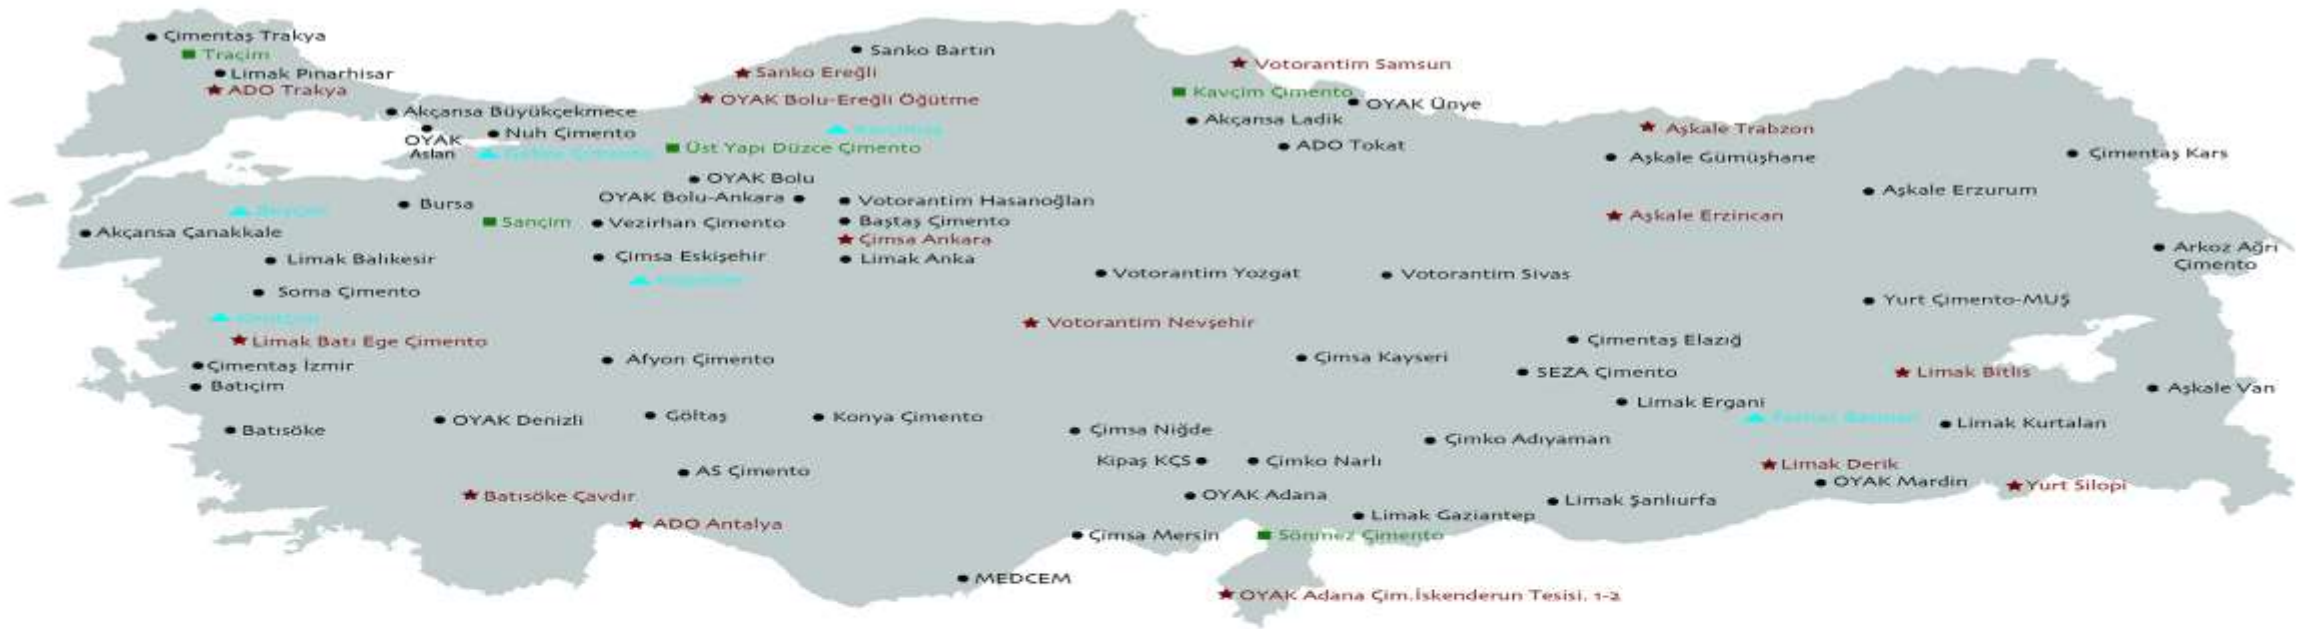 Çimentaş Trakya
Traçim
Limak Pınarhisar
ADO Trakya
Sanko Bartın
Sanko Ereğli
OYAK Bolu-Ereğli Öğütme
Votorantim Samsun
Kavçim Çimento
OYAK Ünye
Akçansa Büyükçekmece
OYAK
Aslan
Nuh Çimento
Üst Yapı Düzce Çimento
Akçansa Ladik
ADO Tokat
Aşkale Trabzon
Aşkale Gümüşhane
Çimentaş Kars
OYAK Bolu
OYAK Bolu-Ankara
Votorantim Hasanoğlan
Aşkale Erzurum
Bursa
Sançim
Vezirhan Çimento
Baştaş Çimento
Aşkale Erzincan
Akçansa Çanakkale
Çimsa Ankara
Limak Balıkesir
Çimsa Eskişehir
Limak Anka
Arkoz Ağrı
Çimento
Votorantim Yozgat
Votorantim Sivas
Soma Çimento
Yurt Çimento-MUŞ
Votorantim Nevşehir
Limak Batı Ege Çimento
Çimentaş Elazığ
Çimentaş İzmir
Afyon Çimento
Çimsa Kayseri
SEZA Çimento
Limak Bitlis
Batıçim
Aşkale Van
Limak Ergani
OYAK Denizli
Göltaş
Konya Çimento
Limak Kurtalan
Batısöke
Çimsa Niğde
Çimko Adıyaman
Kipaş KÇS
Çimko Narlı
Limak Derik
AS Çimento
OYAK Mardin
Yurt Silopi
Batısöke Çavdır
OYAK Adana
Limak Şanlıurfa
ADO Antalya
Limak Gaziantep
Çimsa Mersin
Sönmez Çimento
MEDCEM
OYAK Adana Çim.İskenderun Tesisi. 1-2